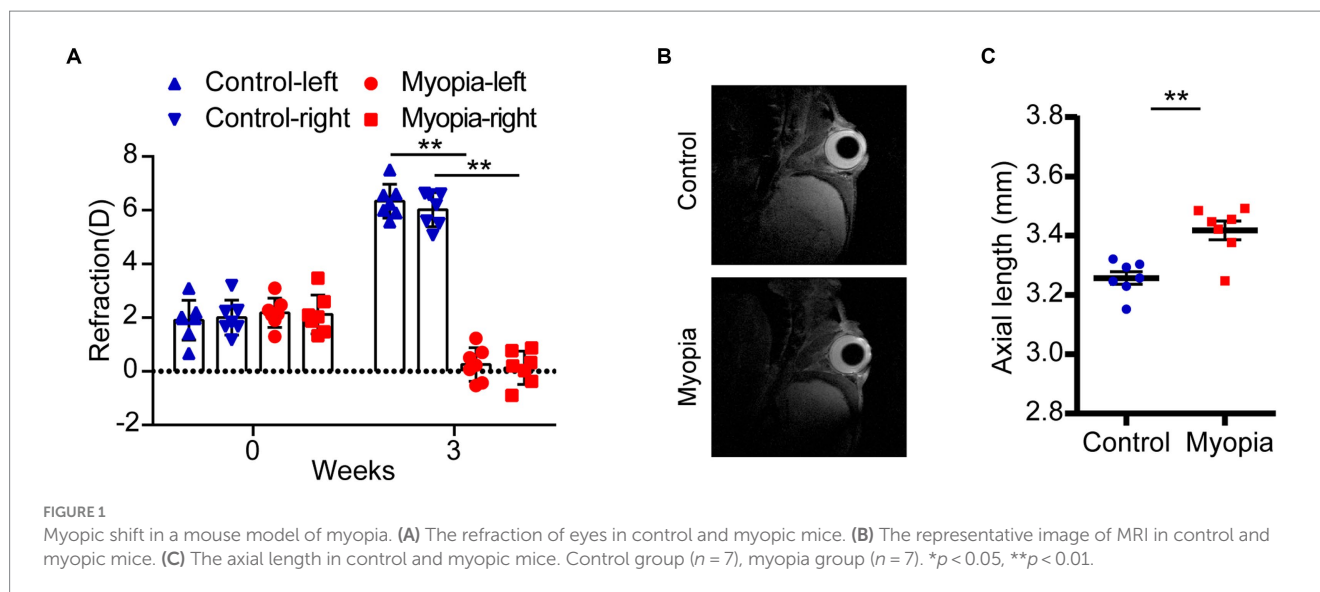 A
Control-left
Myopia-left
Control-right
Myopia-right
Refraction(D)
8
6
4
2
0
-2
**
**
0
3
Weeks
B
Control
Myopia
C
**
Axial length (mm)
3.8
3.6
3.4
3.2
3.0
2.8
Control
Myopia
FIGURE 1
Myopic shift in a mouse model of myopia. (A) The refraction of eyes in control and myopic mice. (B) The representative image of MRI in control and
myopic mice. (C) The axial length in control and myopic mice. Control group (n = 7), myopia group (n = 7). *p < 0.05, **p < 0.01.